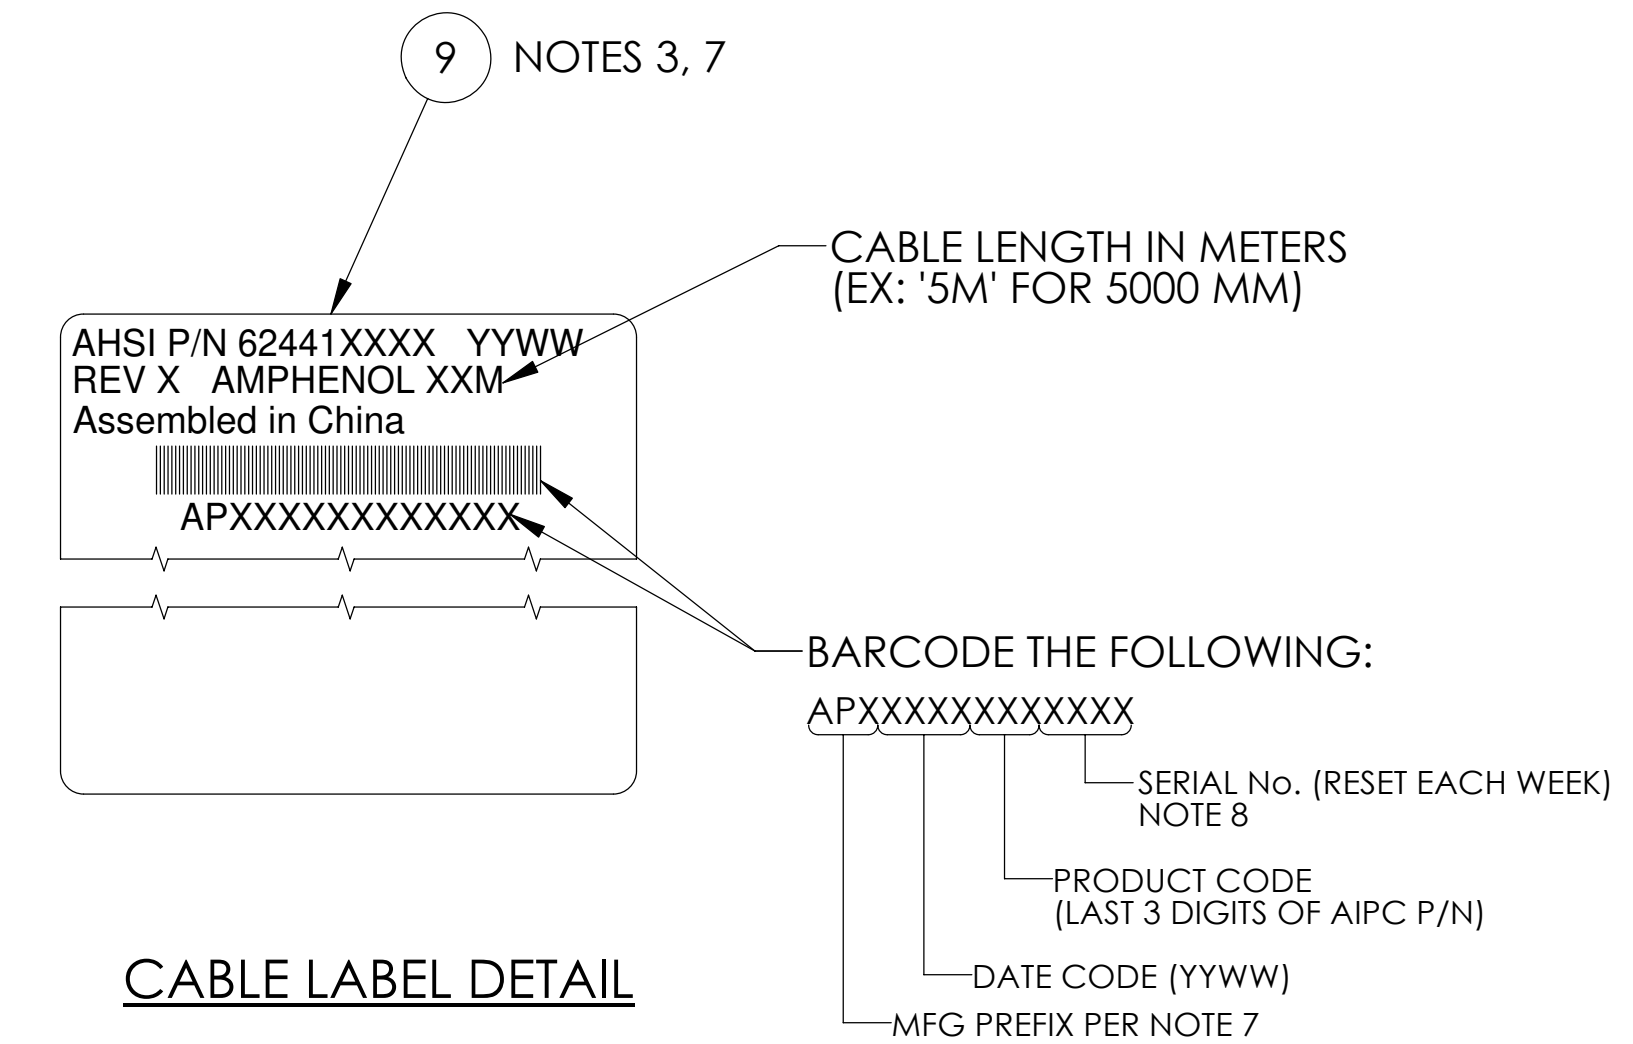 9 NOTES 3, 7
CABLE LENGTH IN METERS
(EX: '5M' FOR 5000 MM)
AHSI P/N 62441XXXX YYWW
REV X AMPHENOL XXM
Assembled in China
APXXXXXXXXXXXX
BARCODE THE FOLLOWING:
APXXXXXXXXXXXX
SERIAL No. (RESET EACH WEEK)
NOTE 8
PRODUCT CODE
(LAST 3 DIGITS OF AIPC P/N)
DATE CODE (YYWW)
MFG PREFIX PER NOTE 7
CABLE LABEL DETAIL